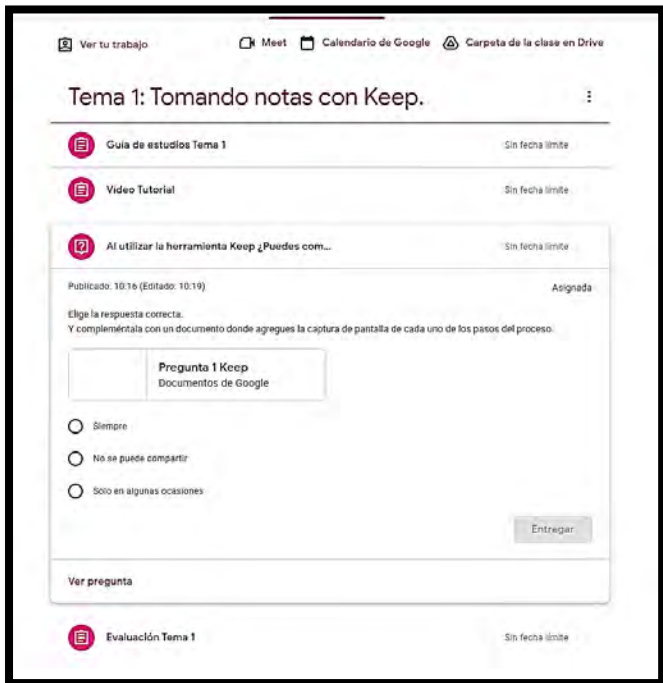 Ver tu trabajo Meet Calendario de Google Carpeta de la clase en Drive
Tema 1: Tomando notas con Keep.
Guia de estudios Tema 1 Sin fecha límite
Video Tutorial Sin fecha límite
Al utilizar la herramienta Keep ¿Puedes com... Sin fecha límite
Publicado: 10:16 (Editado: 10:19) Asignada
Elige la respuesta correcta.
Y compleméntala con un documento donde agregues la captura de pantalla de cada uno de los pasos del proceso.
Pregunta 1 Keep
Documentos de Google
Siempre
No se puede compartir
Solo en algunas ocasiones
Entregar
Ver pregunta
Evaluación Tema 1 Sin fecha límite